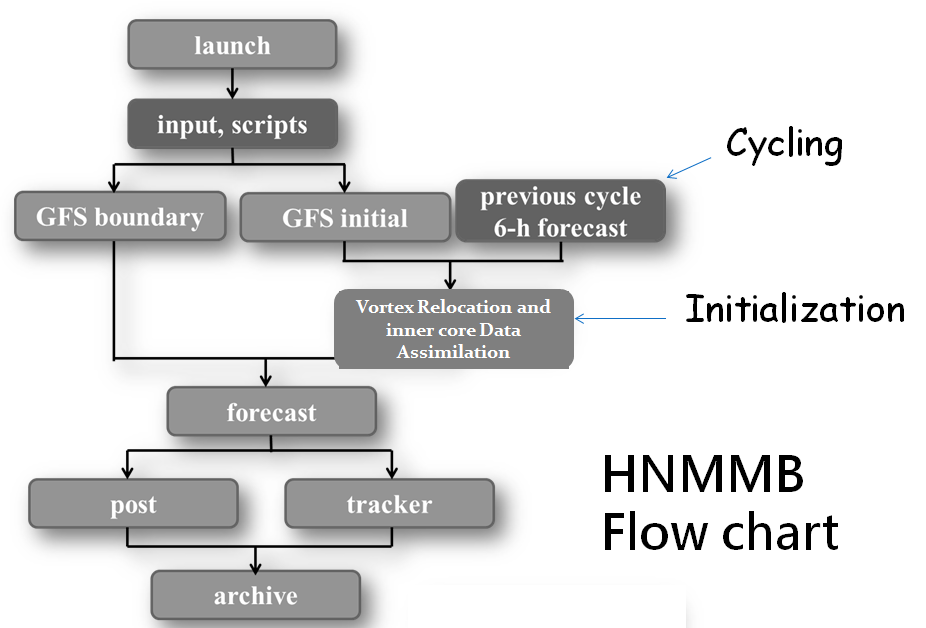 launch
input, scripts
Cycling
GFS boundary
GFS initial
previous cycle
6-h forecast
Vortex Relocation and
inner core Data
Assimilation
Initialization
forecast
HNMMB
Flow chart
post
tracker
archive